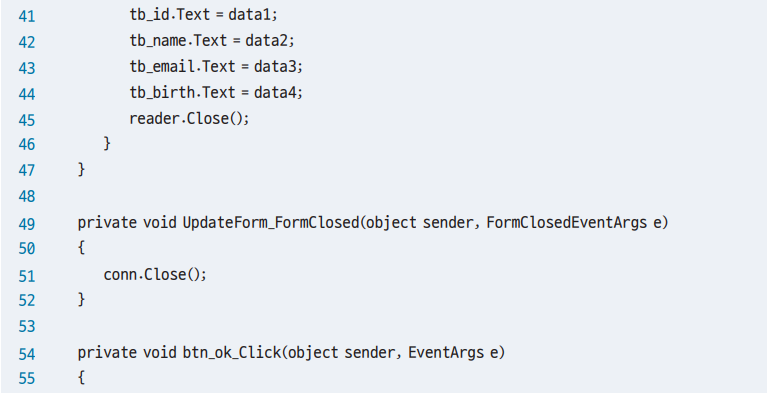 41 tb_id.Text = data1;
42 tb_name.Text = data2;
43 tb_email.Text = data3;
44 tb_birth.Text = data4;
45 reader.Close();
46 }
47 }
48
49 private void UpdateForm_FormClosed(object sender, FormClosedEventArgs e)
50 {
51 conn.Close();
52 }
53
54 private void btn_ok_Click(object sender, EventArgs e)
55 {